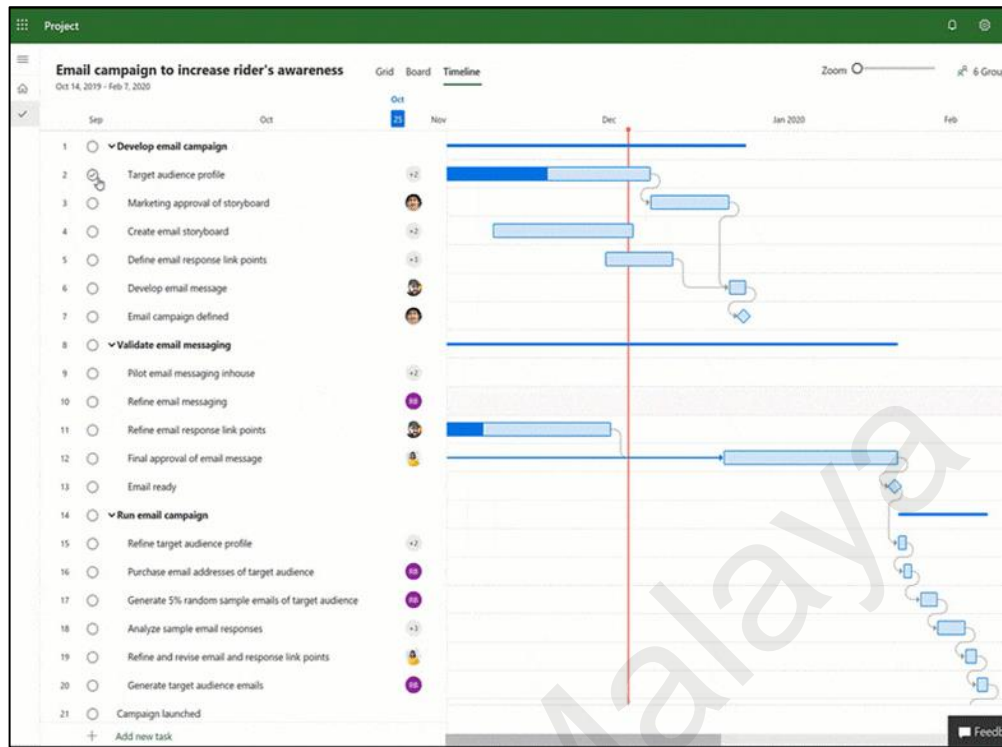 Project
Email campaign to increase rider's awareness
Grid Board Timeline
Zoom
6 Grou
Oct 14, 2019 - Feb 7, 2020
Oct
Sep Oct 25 Nov Dec Jan 2020 Feb
1 Develop email campaign
2 Target audience profile +2
3 Marketing approval of storyboard
4 Create email storyboard +2
5 Define email response link points +3
6 Develop email message
7 Email campaign defined
8 Validate email messaging
9 Pilot email messaging inhouse +2
10 Refine email messaging RB
11 Refine email response link points
12 Final approval of email message
13 Email ready
14 Run email campaign
15 Refine target audience profile +2
16 Purchase email addresses of target audience RB
17 Generate 5% random sample emails of target audience RB
18 Analyze sample email responses +3
19 Refine and revise email and response link points
20 Generate target audience emails RB
21 Campaign launched
Add new task
Feedb
Malaya